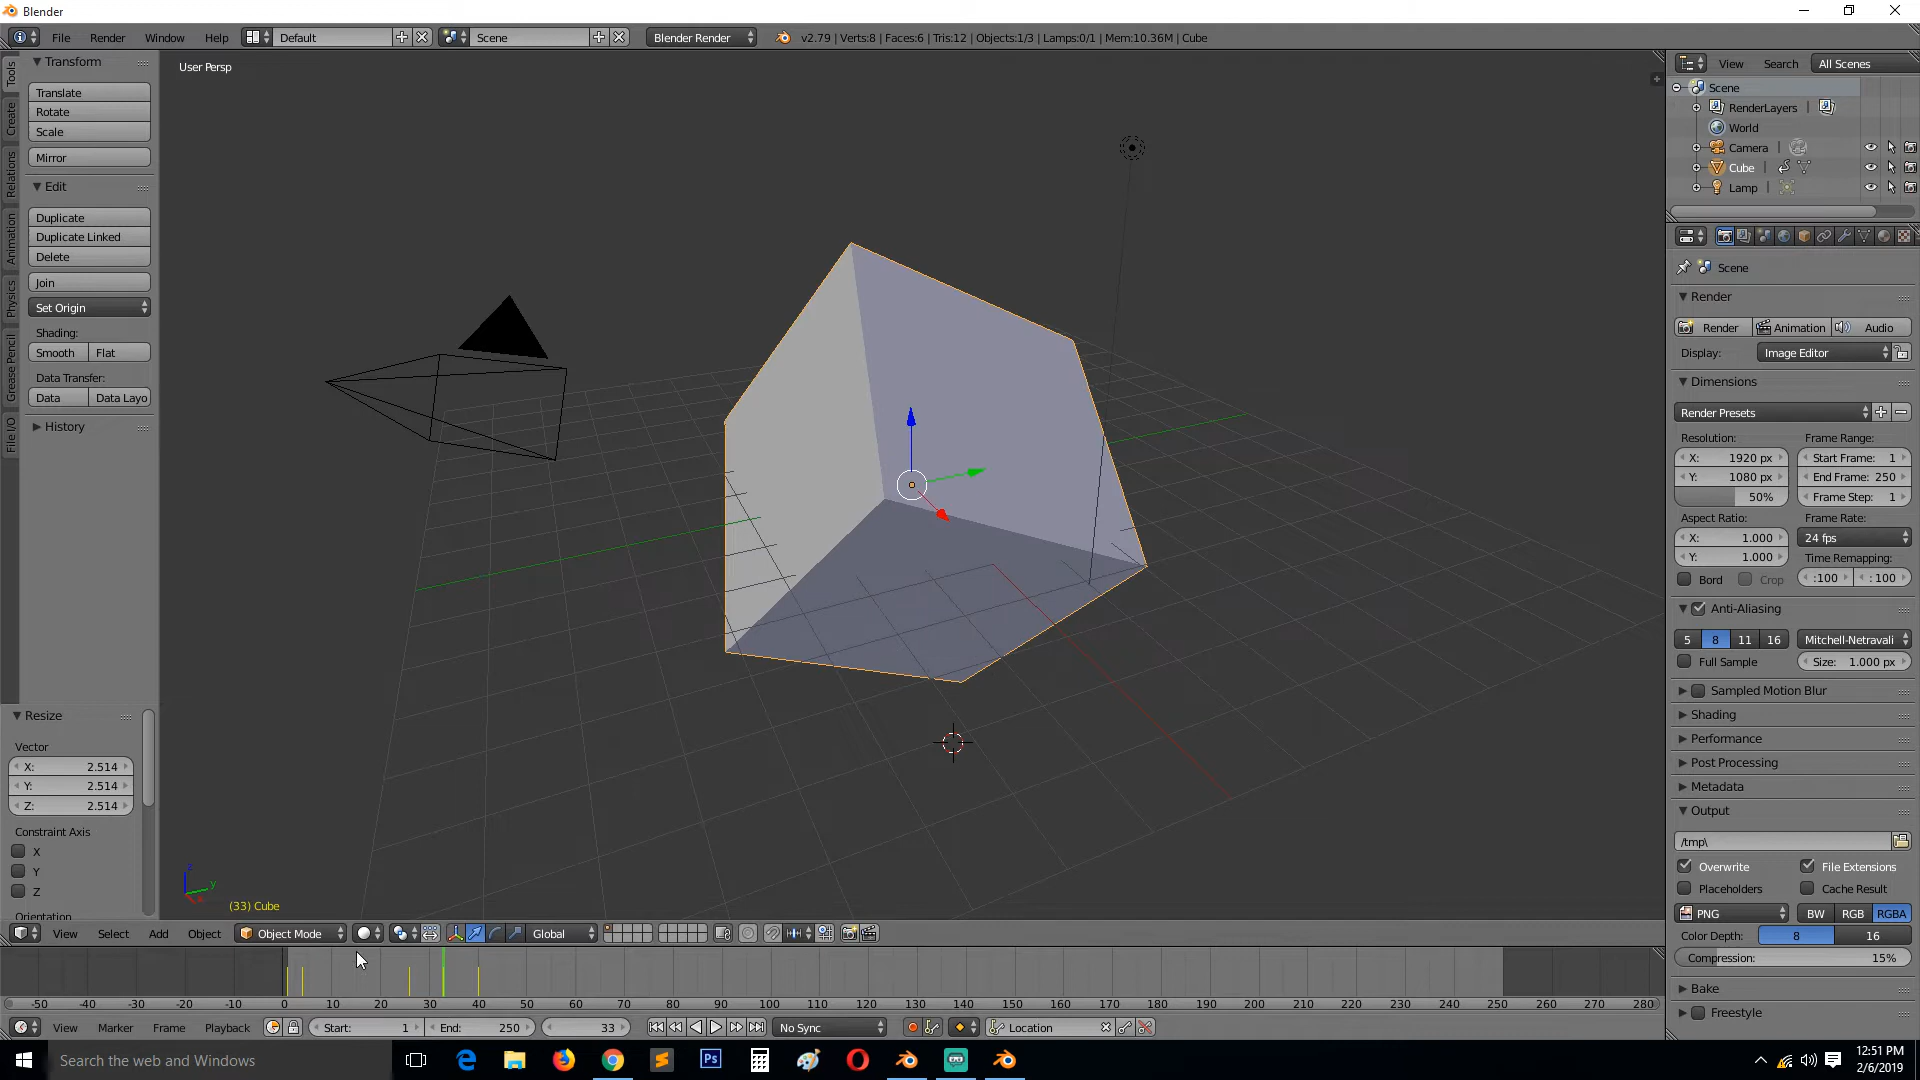 Blender
File Render Window Help Default Scene Blender Render v2.79 | Verts:8 | Faces:6 | Tris:12 | Objects:1/3 | Lamps:0/1 | Mem:10.36M | Cube
Tools
Create
Relations
Animation
Physics
Grease Pencil
File I/O
Transform
Translate
Rotate
Scale
Mirror
Edit
Duplicate
Duplicate Linked
Delete
Join
Set Origin
Shading:
Smooth Flat
Data Transfer:
Data Data Layo
History
Resize
Vector
X: 2.514
Y: 2.514
Z: 2.514
Constraint Axis
X
Y
Z
Orientation
User Persp
z
y
x
(33) Cube
View Select Add Object Object Mode Global
-50 -40 -30 -20 -10 0 10 20 30 40 50 60 70 80 90 100 110 120 130 140 150 160 170 180 190 200 210 220 230 240 250 260 270 280
View Marker Frame Playback Start: 1 End: 250 33 No Sync Location
View Search All Scenes
Scene
RenderLayers |
World
Camera |
Cube |
Lamp |
Scene
Render
Render Animation Audio
Display: Image Editor
Dimensions
Render Presets
Resolution: Frame Range:
X: 1920 px Start Frame: 1
Y: 1080 px End Frame: 250
50% Frame Step: 1
Aspect Ratio: Frame Rate:
X: 1.000 24 fps
Y: 1.000 Time Remapping:
Bord Crop :100 : 100
Anti-Aliasing
5 8 11 16 Mitchell-Netravali
Full Sample Size: 1.000 px
Sampled Motion Blur
Shading
Performance
Post Processing
Metadata
Output
/tmp\
Overwrite File Extensions
Placeholders Cache Result
PNG BW RGB RGBA
Color Depth: 8 16
Compression: 15%
Bake
Freestyle
Search the web and Windows
Ps
12:51 PM
2/6/2019